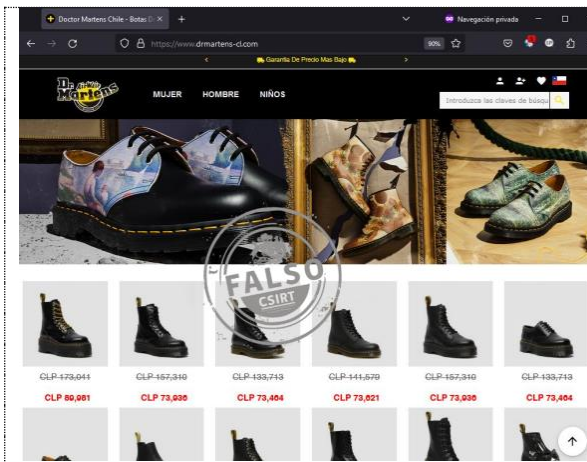 Doctor Martens Chile - Botas D
Navegación privada
https://www.drmartens-cl.com
90%
Garantía De Precio Mas Bajo
Dr.
Martens
MUJER HOMBRE NIÑOS
Introduzca las claves de búsqu
FALSO
CSIRT
CLP 173,041 CLP 157,310 CLP 133,713 CLP 141,579 CLP 157,310 CLP 133,713
CLP 89,981 CLP 73,936 CLP 73,464 CLP 73,621 CLP 73,936 CLP 73,464